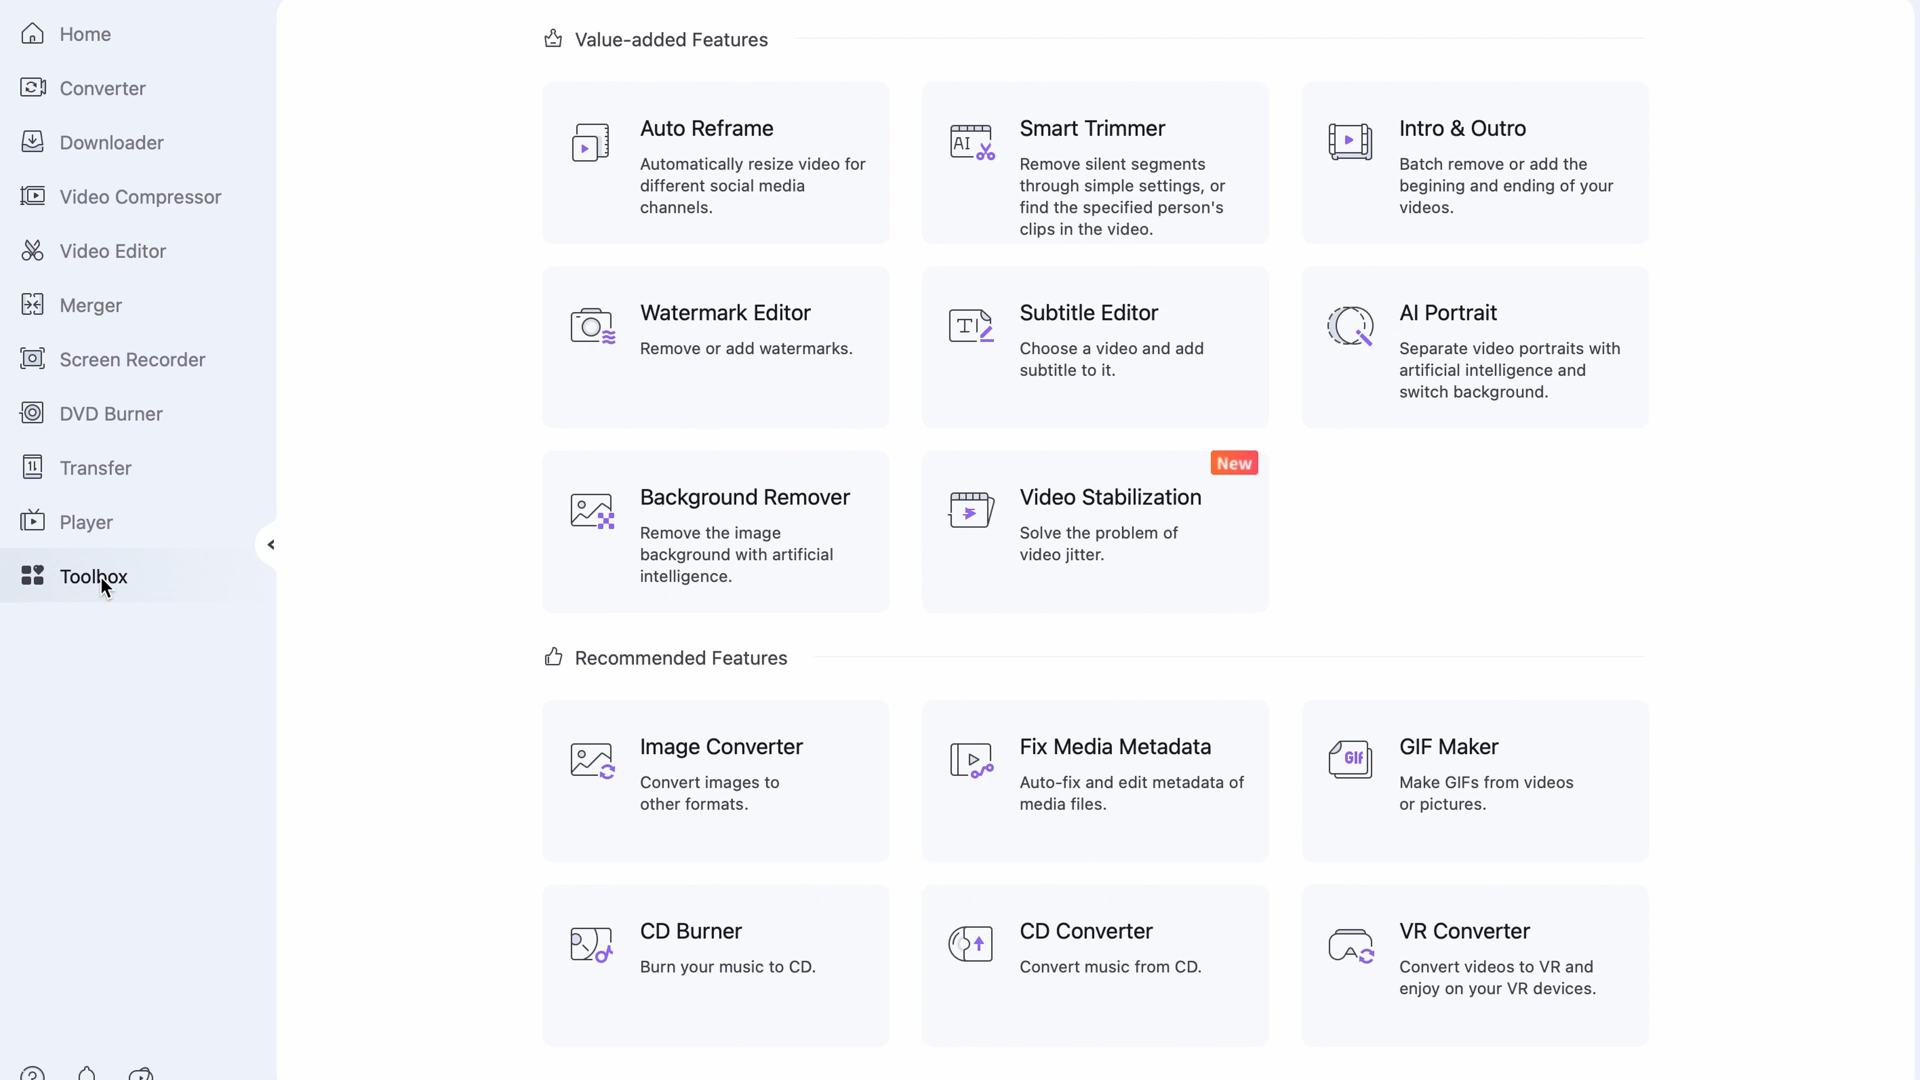 Home
Converter
Downloader
Video Compressor
Video Editor
Merger
Screen Recorder
DVD Burner
Transfer
Player
Toolbox
Value-added Features
Auto Reframe
Automatically resize video for
different social media
channels.
Smart Trimmer
AI
Remove silent segments
through simple settings, or
find the specified person's
clips in the video.
Intro & Outro
Batch remove or add the
begining and ending of your
videos.
Watermark Editor
Remove or add watermarks.
Subtitle Editor
T
Choose a video and add
subtitle to it.
AI Portrait
Separate video portraits with
artificial intelligence and
switch background.
Background Remover
Remove the image
background with artificial
intelligence.
New
Video Stabilization
Solve the problem of
video jitter.
Recommended Features
Image Converter
Convert images to
other formats.
Fix Media Metadata
Auto-fix and edit metadata of
media files.
GIF Maker
GIf
Make GIFs from videos
or pictures.
CD Burner
Burn your music to CD.
CD Converter
Convert music from CD.
VR Converter
Convert videos to VR and
enjoy on your VR devices.